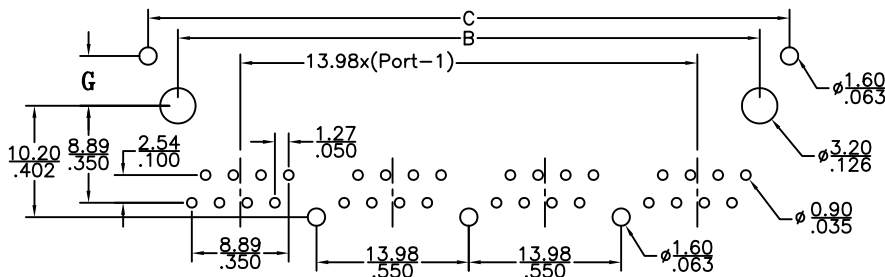 C
B
13.98x(Port-1)
G
ø1.60
.063
10.20
.402
8.89
.350
2.54
.100
1.27
.050
ø3.20
.126
8.89
.350
13.98
.550
13.98
.550
ø1.60
.063
ø0.90
.035